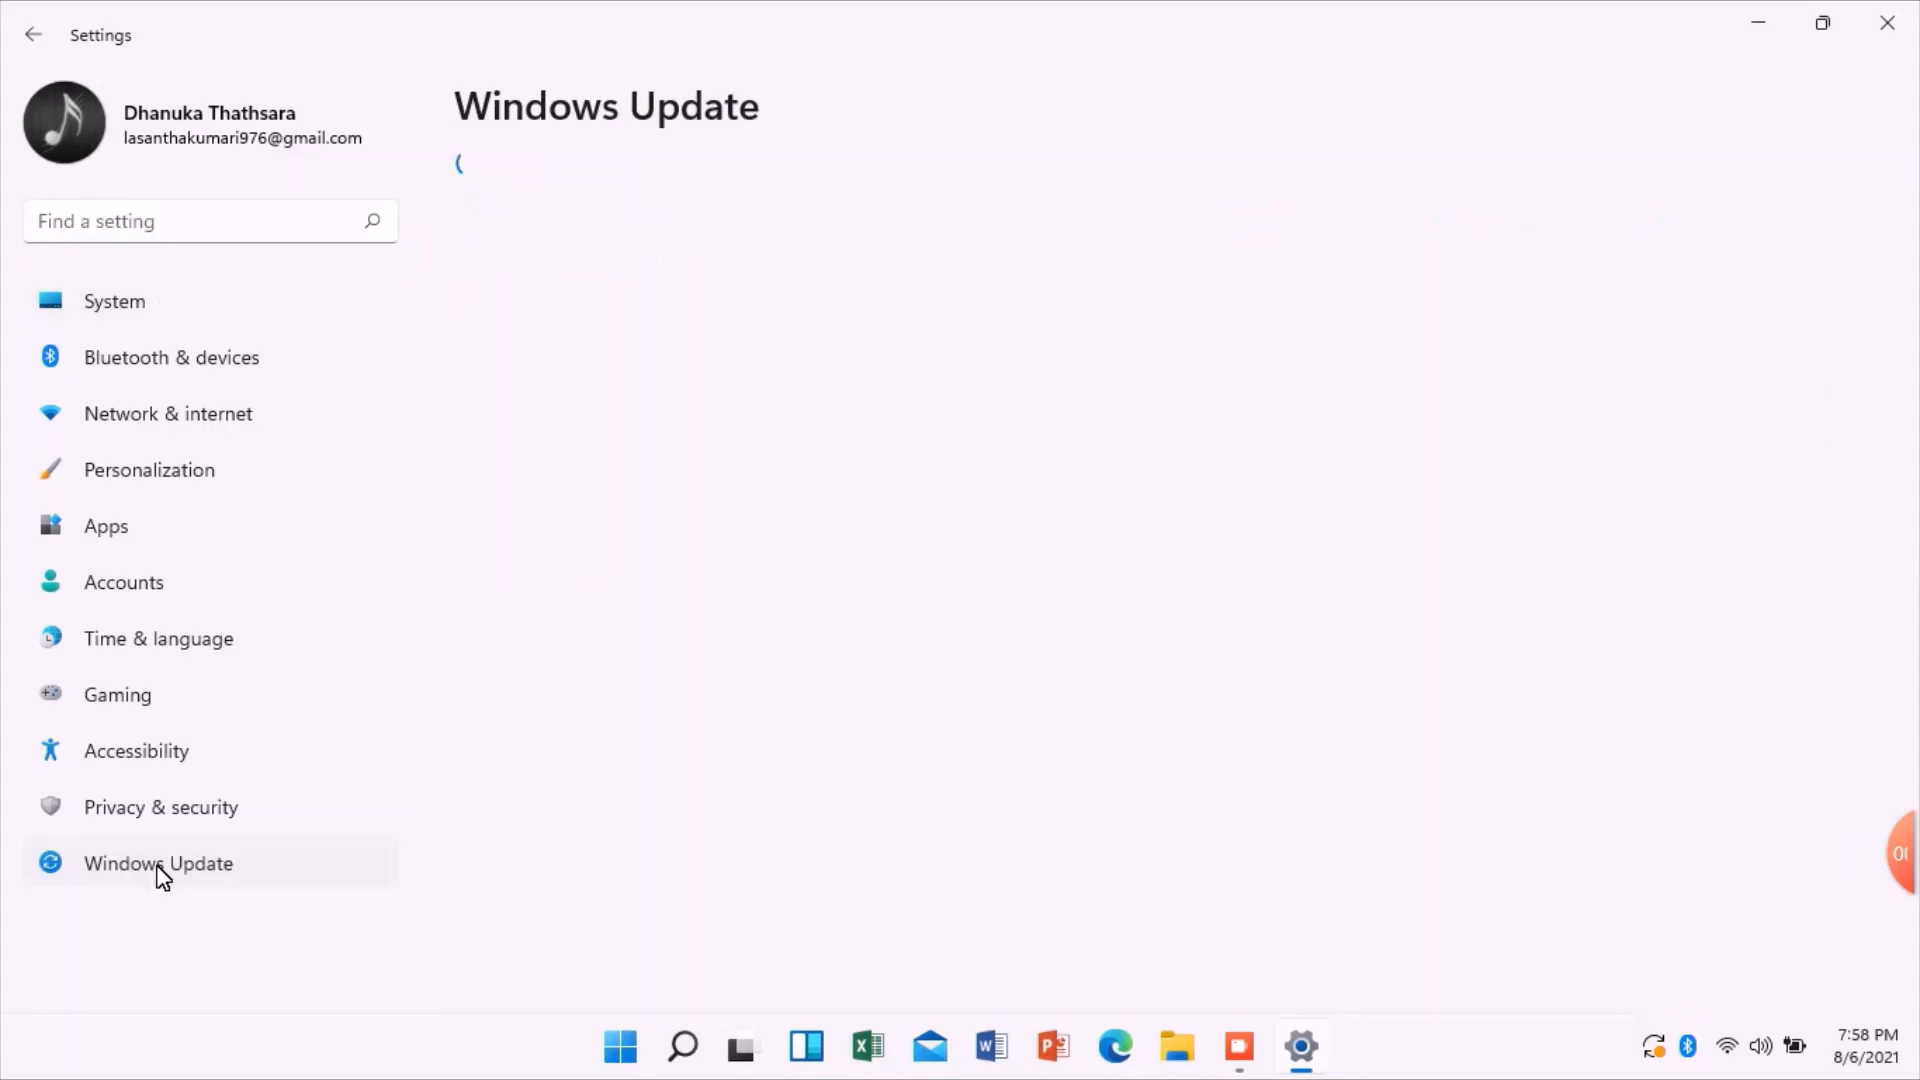 Settings
Dhanuka Thathsara
lasanthakumari976@gmail.com
Find a setting
System
Bluetooth & devices
Network & internet
Personalization
Apps
Accounts
Time & language
Gaming
Accessibility
Privacy & security
Windows Update
Windows Update
7:58 PM
8/6/2021